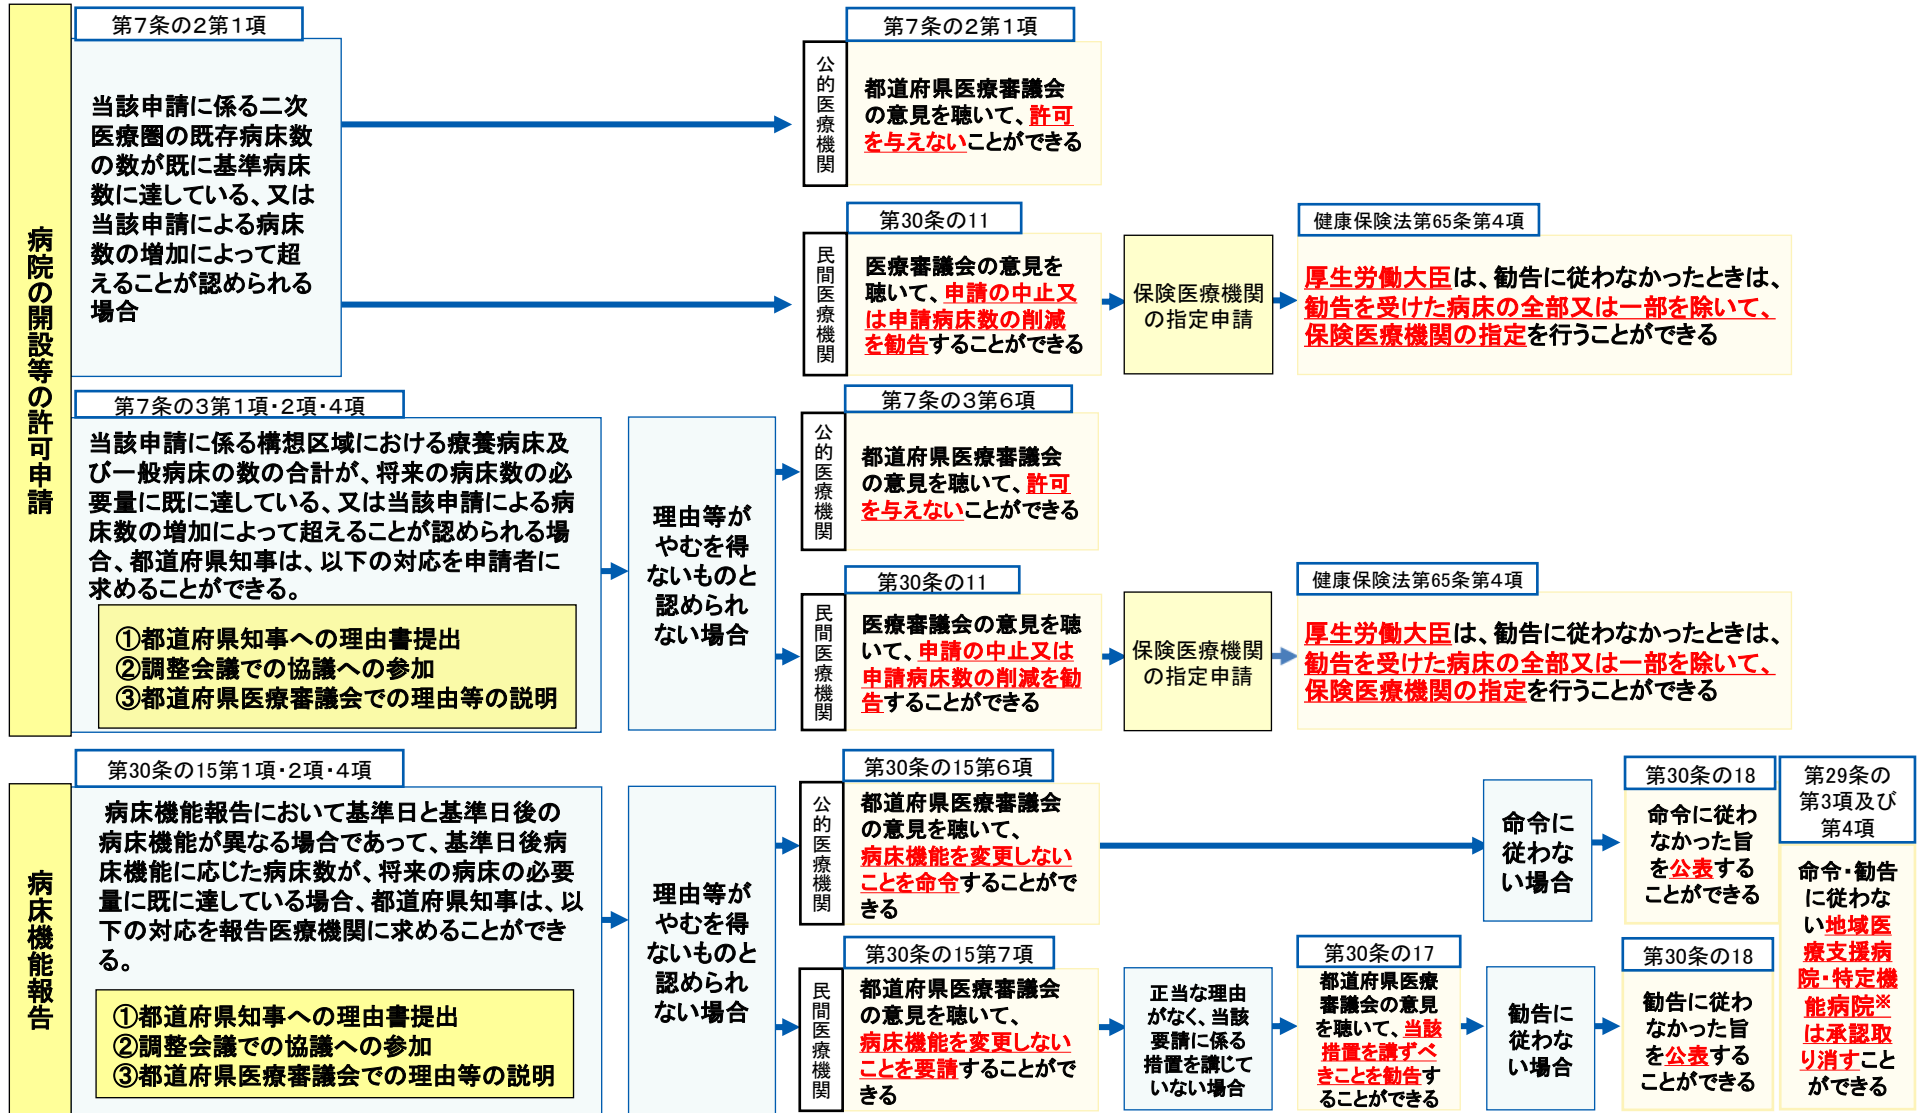 病院の開設等の許可申請
第7条の2第1項
当該申請に係る二次
医療圏の既存病床数
の数が既に基準病床
数に達している、又は
当該申請による病床
数の増加によって超
えることが認められる
場合
公的医療機関
第7条の2第1項
都道府県医療審議会
の意見を聴いて、許可
を与えないことができる
民間医療機関
第30条の11
医療審議会の意見を
聴いて、申請の中止又
は申請病床数の削減
を勧告することができる
保険医療機関
の指定申請
健康保険法第65条第4項
厚生労働大臣は、勧告に従わなかったときは、
勧告を受けた病床の全部又は一部を除いて、
保険医療機関の指定を行うことができる
第7条の3第1項・2項・4項
当該申請に係る構想区域における療養病床及
び一般病床の数の合計が、将来の病床数の必
要量に既に達している、又は当該申請による病
床数の増加によって超えることが認められる場
合、都道府県知事は、以下の対応を申請者に
求めることができる。
①都道府県知事への理由書提出
②調整会議での協議への参加
③都道府県医療審議会での理由等の説明
理由等が
やむを得
ないものと
認められ
ない場合
公的医療機関
第7条の3第6項
都道府県医療審議会
の意見を聴いて、許可
を与えないことができる
民間医療機関
第30条の11
医療審議会の意見を聴
いて、申請の中止又は
申請病床数の削減を勧
告することができる
保険医療機関
の指定申請
健康保険法第65条第4項
厚生労働大臣は、勧告に従わなかったときは、
勧告を受けた病床の全部又は一部を除いて、
保険医療機関の指定を行うことができる
病床機能報告
第30条の15第1項・2項・4項
病床機能報告において基準日と基準日後の
病床機能が異なる場合であって、基準日後病
床機能に応じた病床数が、将来の病床の必要
量に既に達している場合、都道府県知事は、以
下の対応を報告医療機関に求めることができ
る。
①都道府県知事への理由書提出
②調整会議での協議への参加
③都道府県医療審議会での理由等の説明
理由等が
やむを得
ないものと
認められ
ない場合
公的医療機関
第30条の15第6項
都道府県医療審議会
の意見を聴いて、
病床機能を変更しない
ことを命令することがで
きる
命令に
従わな
い場合
第30条の18
命令に従わ
なかった旨
を公表する
ことができる
民間医療機関
第30条の15第7項
都道府県医療審議会
の意見を聴いて、
病床機能を変更しない
ことを要請することがで
きる
正当な理由
がなく、当該
要請に係る
措置を講じて
いない場合
第30条の17
都道府県医療
審議会の意見
を聴いて、当該
措置を講ずべ
きことを勧告す
ることができる
勧告に
従わな
い場合
第30条の18
勧告に従わ
なかった旨
を公表する
ことができる
第29条の
第3項及び
第4項
命令・勧告
に従わな
い地域医
療支援病
院・特定機
能病院※
は承認取
り消すこと
ができる